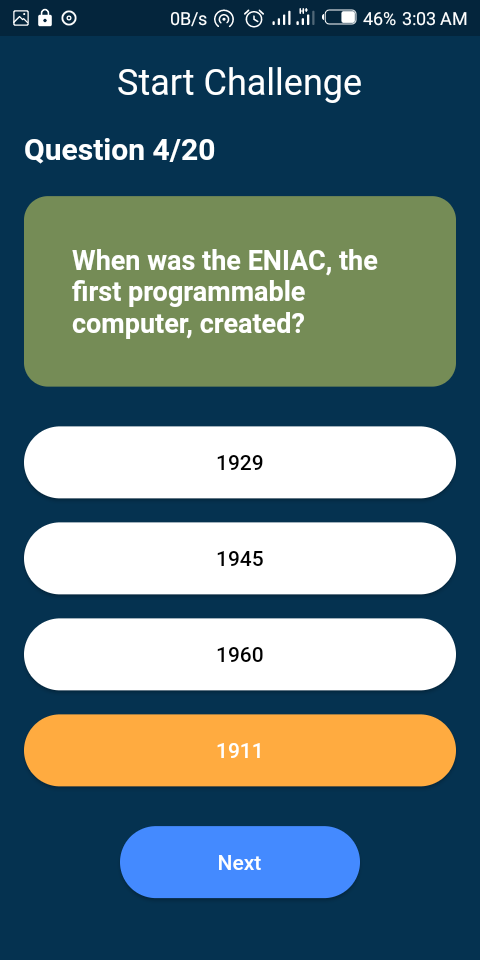 0B/s 46% 3:03 AM
Start Challenge
Question 4/20
When was the ENIAC, the
first programmable
computer, created?
1929
1945
1960
1911
Next